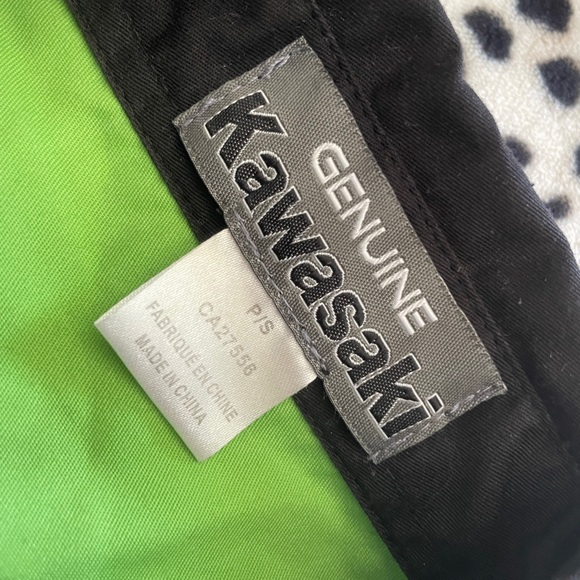 GENUINE
Kawasaki
P/S
CA27556
FABRIQUÉ EN CHINE
MADE IN CHINA